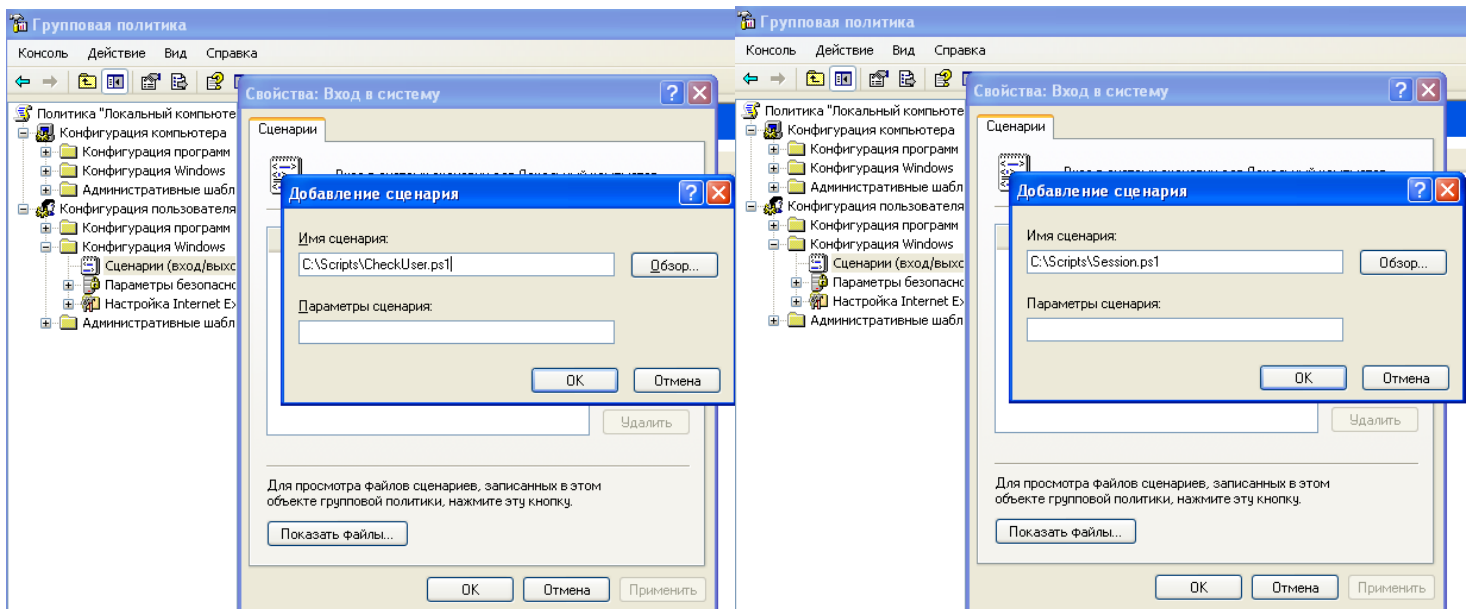 Групповая политика
Консоль Действие Вид Справка
Свойства: Вход в систему
Политика "Локальный компьюте
Конфигурация компьютера
Конфигурация программ
Конфигурация Windows
Административные шабл
Конфигурация пользователя
Конфигурация программ
Конфигурация Windows
Сценарии (вход/выхс
Параметры безопаснс
Настройка Internet Ex
Административные шабл
Сценарии
Добавление сценария
Имя сценария:
C:\Scripts\CheckUser.ps1
Обзор...
Параметры сценария:
OK Отмена
Удалить
Для просмотра файлов сценариев, записанных в этом
объекте групповой политики, нажмите эту кнопку.
Показать файлы...
OK Отмена Применить
Групповая политика
Консоль Действие Вид Справка
Свойства: Вход в систему
Политика "Локальный компьюте
Конфигурация компьютера
Конфигурация программ
Конфигурация Windows
Административные шабл
Конфигурация пользователя
Конфигурация программ
Конфигурация Windows
Сценарии (вход/выхс
Параметры безопаснс
Настройка Internet Ex
Административные шабл
Сценарии
Добавление сценария
Имя сценария:
C:\Scripts\Session.ps1
Обзор...
Параметры сценария:
OK Отмена
Удалить
Для просмотра файлов сценариев, записанных в этом
объекте групповой политики, нажмите эту кнопку.
Показать файлы...
OK Отмена Применить